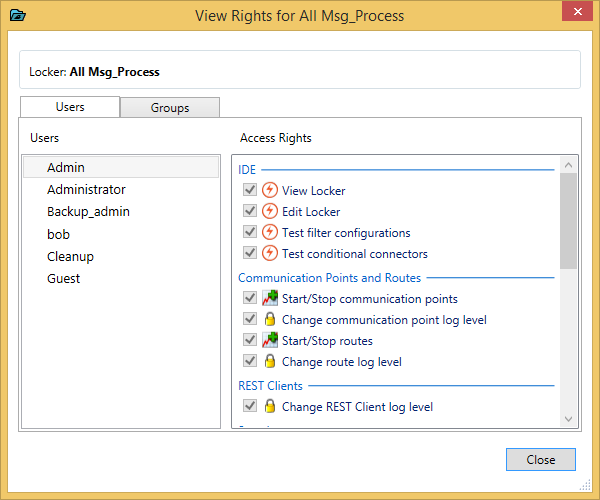 View Rights for All Msg_Process
Locker: All Msg_Process
Users
Groups
Users
Admin
Administrator
Backup_admin
bob
Cleanup
Guest
Access Rights
IDE
View Locker
Edit Locker
Test filter configurations
Test conditional connectors
Communication Points and Routes
Start/Stop communication points
Change communication point log level
Start/Stop routes
Change route log level
REST Clients
Change REST Client log level
Close